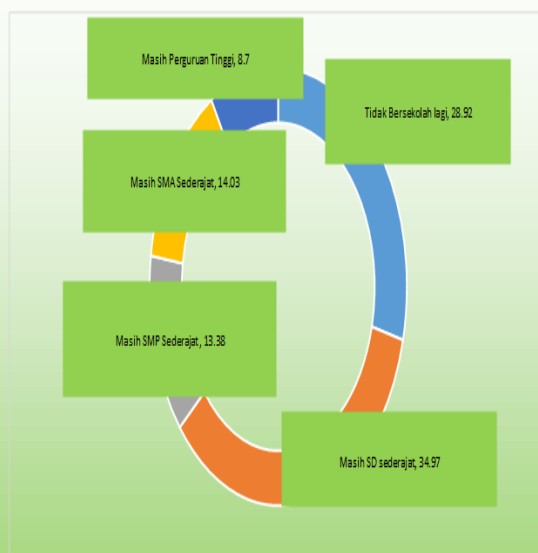 Masih Perguruan Tinggi, 8.7
Tidak Bersekolah lagi, 28.92
Masih SMA Sederajat, 14.03
Masih SMP Sederajat, 13.38
Masih SD sederajat, 34.97